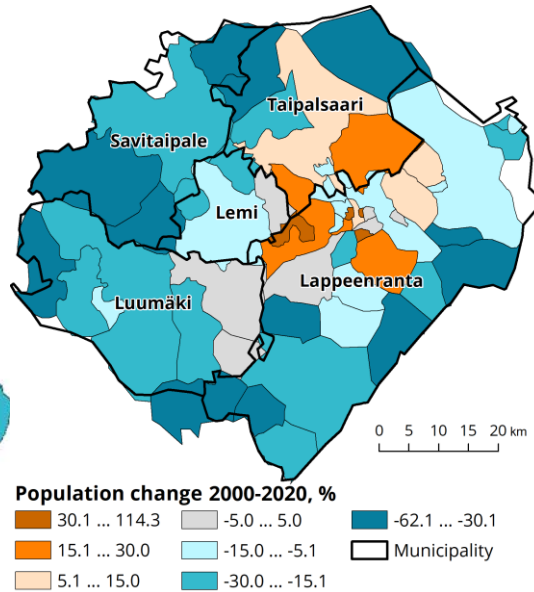 Taipalsaari
Savitaipale
Lemi
Lappeenranta
Luumäki
0 5 10 15 20 km
Population change 2000-2020, %
30.1 ... 114.3 -5.0 ... 5.0 -62.1 ... -30.1
15.1 ... 30.0 -15.0 ... -5.1 Municipality
5.1 ... 15.0 -30.0 ... -15.1